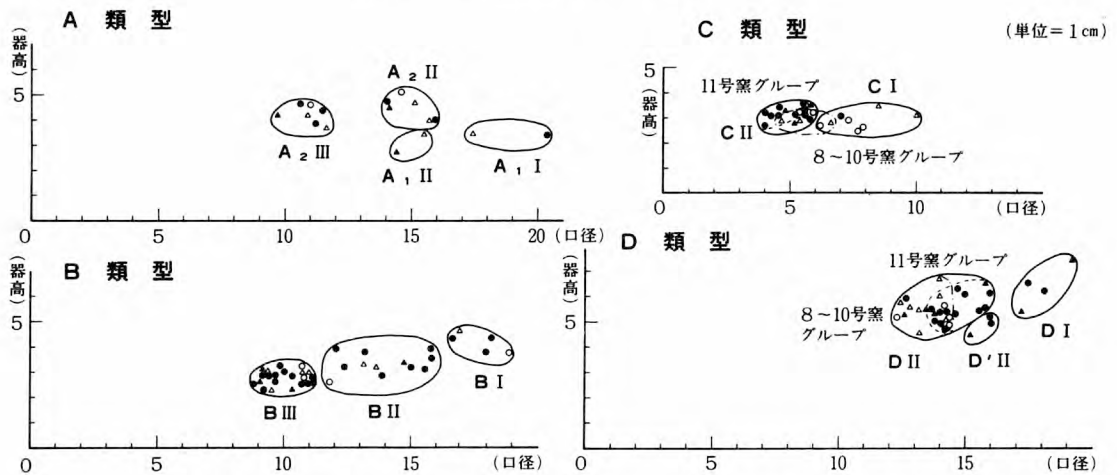 A 類型
(器高)
5
A₂ II
A₂ III
A₁ II
A₁ I
0
10
15
20 (口径)
B 類型
(器高)
5
B III
B II
B I
0
10
15
(口径)
C 類型
(単位=1cm)
5
(器高)
11号窯グループ
C I
C II
8~10号窯グループ
0
5
10
(口径)
D 類型
(器高)
5
11号窯グループ
8~10号窯
グループ
D II
D′ II
D I
0
5
10
15
(口径)